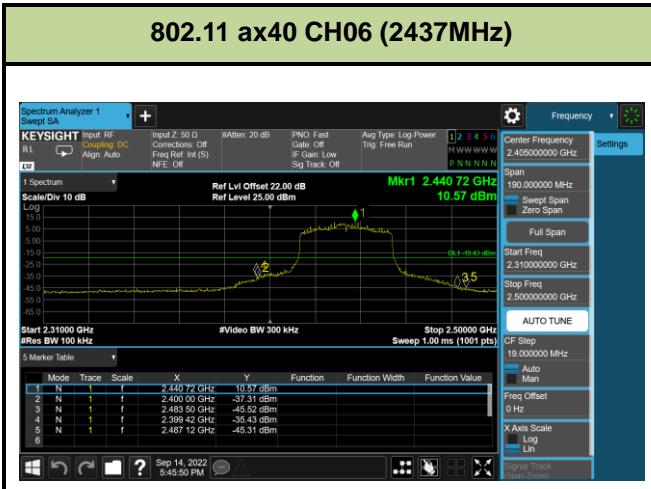 802.11 ax40 CH06 (2437MHz)
Spectrum Analyzer 1
Swept SA
+
Frequency
KEYSIGHT
RL
LXI
Input: RF
Coupling: DC
Align: Auto
Input Z: 50 Ω
Corrections: Off
Freq Ref: Int (S)
NFE: Off
#Atten: 20 dB
PNO: Fast
Gate: Off
IF Gain: Low
Sig Track: Off
Avg Type: Log-Power
Trig: Free Run
1 2 3 4 5 6
M W W W W W
P N N N N N
Center Frequency
2.405000000 GHz
Settings
Span
190.000000 MHz
Swept Span
Zero Span
Full Span
Start Freq
2.310000000 GHz
Stop Freq
2.500000000 GHz
AUTO TUNE
CF Step
19.000000 MHz
Auto
Man
Freq Offset
0 Hz
X Axis Scale
Log
Lin
Signal Track
(Span Zoom)
1 Spectrum
Scale/Div 10 dB
Log
Ref Lvl Offset 22.00 dB
Ref Level 25.00 dBm
Mkr1 2.440 72 GHz
10.57 dBm
15.0
5.00
-5.00
-15.0
-25.0
-35.0
-45.0
-55.0
-65.0
1
DL1 -19.43 dBm
2
3 5
Start 2.31000 GHz
#Res BW 100 kHz
#Video BW 300 kHz
Stop 2.50000 GHz
Sweep 1.00 ms (1001 pts)
5 Marker Table
Mode Trace Scale X Y Function Function Width Function Value
1 N 1 f 2.440 72 GHz 10.57 dBm
2 N 1 f 2.400 00 GHz -37.31 dBm
3 N 1 f 2.483 50 GHz -45.52 dBm
4 N 1 f 2.399 42 GHz -35.43 dBm
5 N 1 f 2.487 12 GHz -45.31 dBm
6
?
Sep 14, 2022
5:45:50 PM